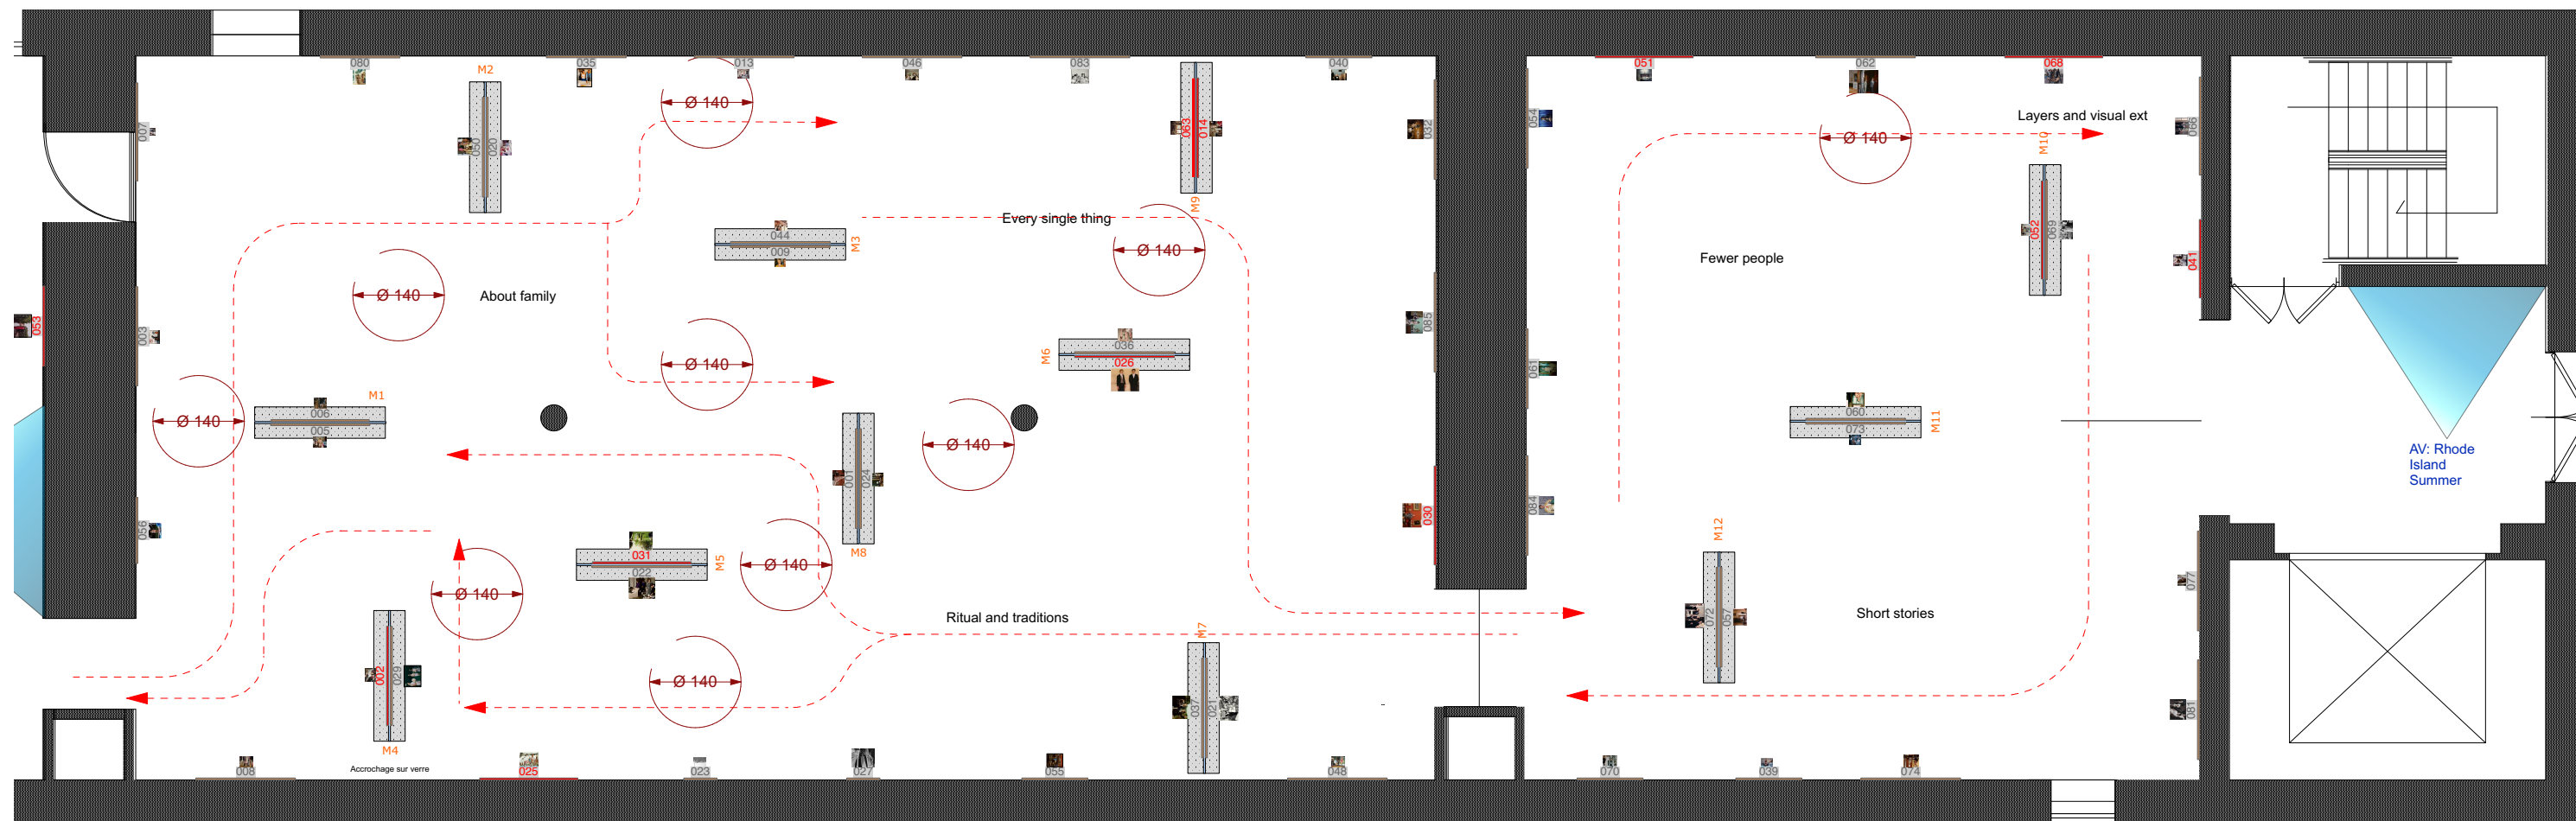 080
035
013
046
083
040
051
062
068
M2
007
050
020
Ø 140
063
014
032
054
Ø 140
Layers and visual ext
066
M10
M9
Every single thing
044
009
M3
052
069
041
Fewer people
053
003
Ø 140
About family
Ø 140
Ø 140
085
M6
036
026
061
M1
006
005
Ø 140
060
073
M11
Ø 140
001
024
M8
030
084
AV: Rhode
Island
Summer
056
031
022
M5
Ø 140
Ø 140
M12
072
057
077
Ritual and traditions
Short stories
M7
002
029
M4
Ø 140
037
021
081
008
Accrochage sur verre
025
023
027
055
048
070
039
074